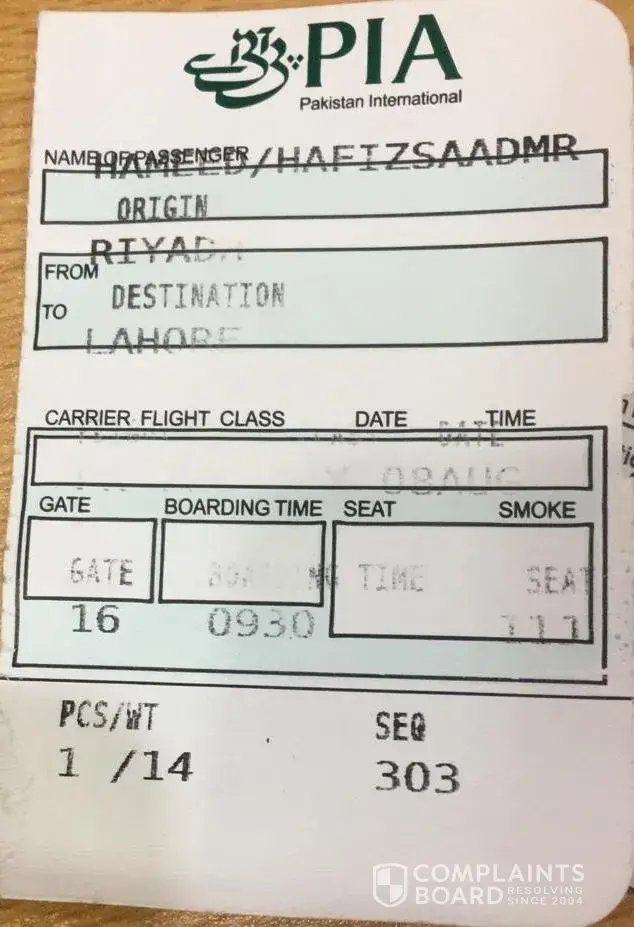 PIA
Pakistan International
NAME OF PASSENGER
HAMEED/HAFIZSAADMR
ORIGIN
RIYADH
FROM
DESTINATION
TO
LAHORE
CARRIER FLIGHT CLASS DATE TIME
DATE
Y 08AUG
GATE BOARDING TIME SEAT SMOKE
GATE BOARDING TIME SEAT
16 0930
PCS/WT SEQ
1 /14 303
COMPLAINTS
BOARD RESOLVING
SINCE 2004